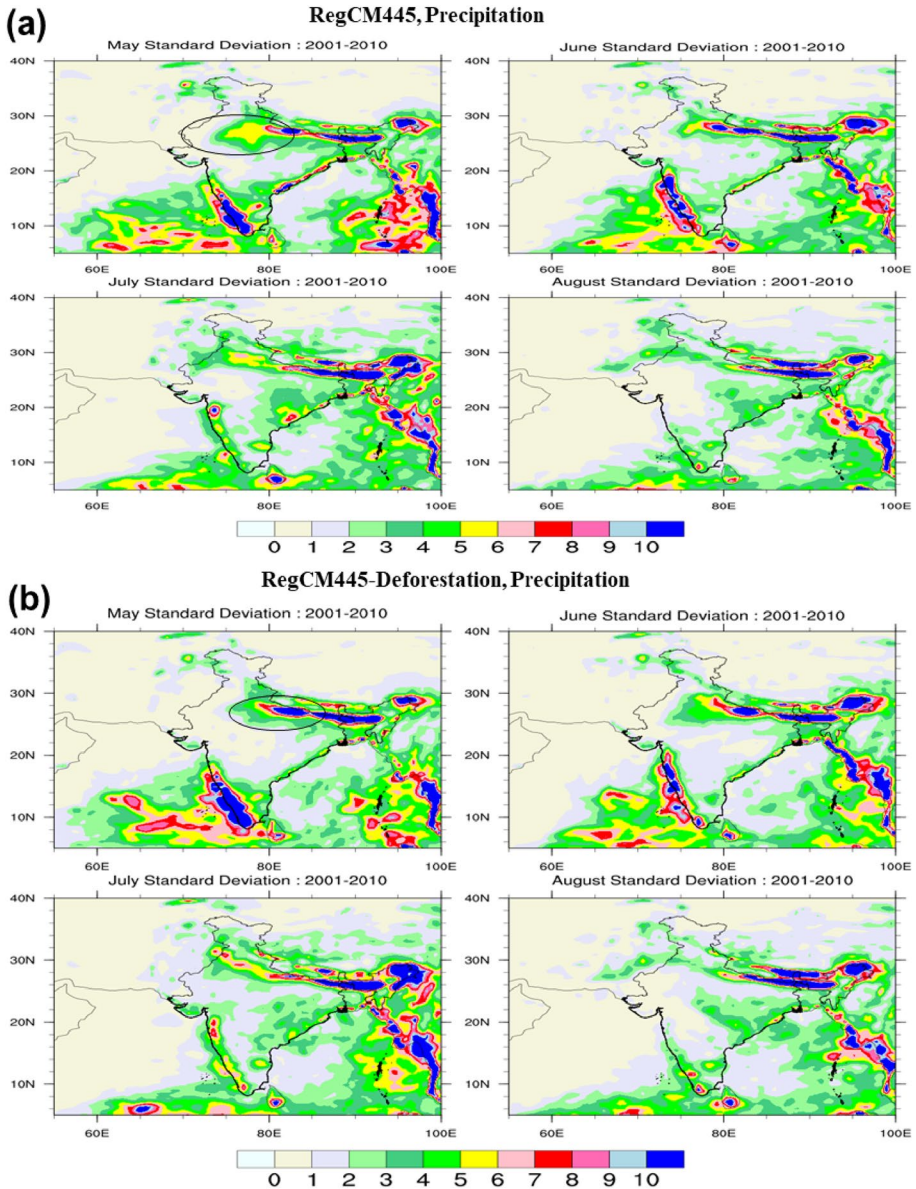 (a)
RegCM445, Precipitation
May Standard Deviation : 2001-2010
June Standard Deviation : 2001-2010
40N
30N
20N
10N
60E 80E 100E
40N
30N
20N
10N
60E 80E 100E
July Standard Deviation : 2001-2010
August Standard Deviation : 2001-2010
40N
30N
20N
10N
60E 80E 100E
40N
30N
20N
10N
60E 80E 100E
0 1 2 3 4 5 6 7 8 9 10
(b)
RegCM445-Deforestation, Precipitation
May Standard Deviation : 2001-2010
June Standard Deviation : 2001-2010
40N
30N
20N
10N
60E 80E 100E
40N
30N
20N
10N
60E 80E 100E
July Standard Deviation : 2001-2010
August Standard Deviation : 2001-2010
40N
30N
20N
10N
60E 80E 100E
40N
30N
20N
10N
60E 80E 100E
0 1 2 3 4 5 6 7 8 9 10